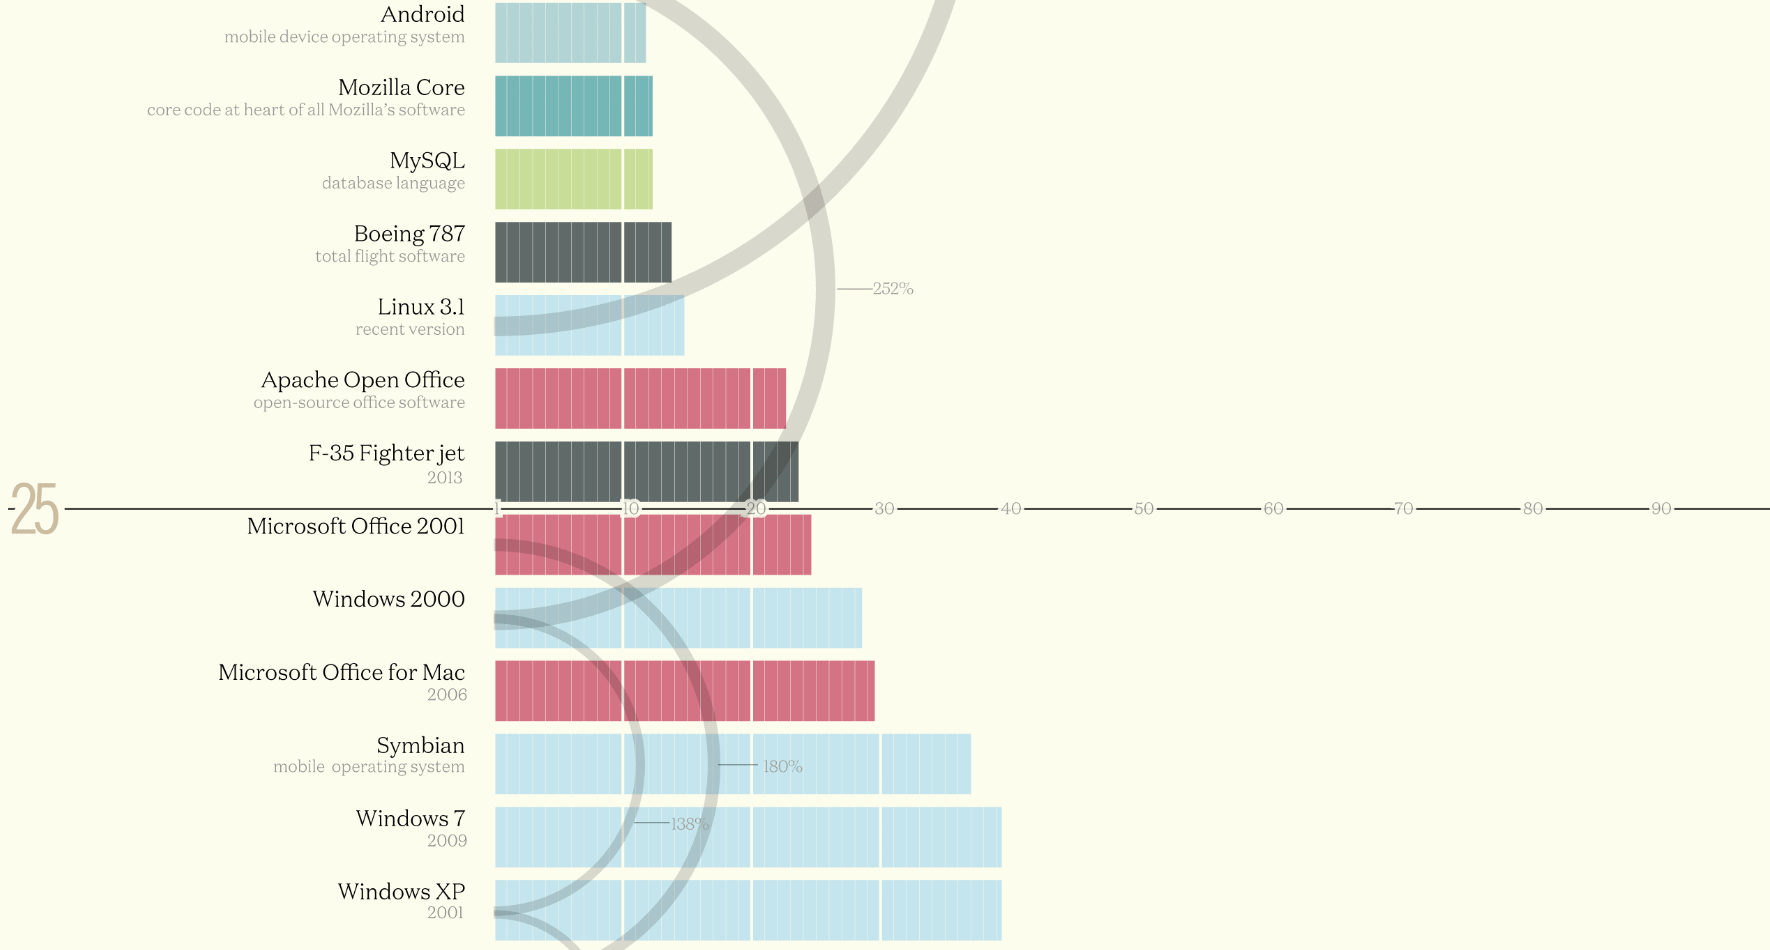 Android
mobile device operating system
Mozilla Core
core code at heart of all Mozilla's software
MySQL
database language
Boeing 787
total flight software
252%
Linux 3.1
recent version
Apache Open Office
open-source office software
F-35 Fighter jet
2013
25 1 10 20 30 40 50 60 70 80 90
Microsoft Office 2001
Windows 2000
Microsoft Office for Mac
2006
Symbian
mobile operating system
180%
Windows 7
138%
2009
Windows XP
2001